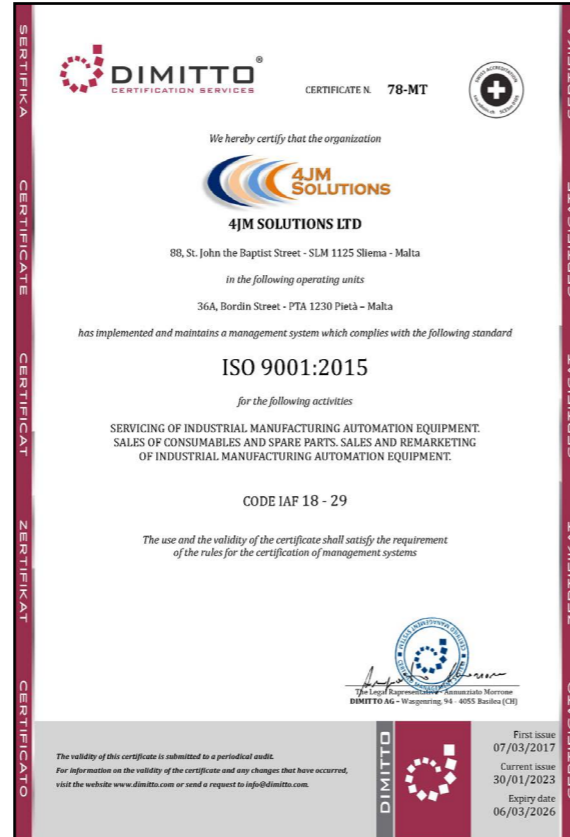 SERTIFIKA
CERTIFICATE
CERTIFICAT
ZERTIFIKAT
CERTIFICATO
DIMITTO®
CERTIFICATION SERVICES
CERTIFICATE N. 78-MT
We hereby certify that the organization
4JM
SOLUTIONS
4JM SOLUTIONS LTD
88, St. John the Baptist Street - SLM 1125 Sliema - Malta
in the following operating units
36A, Bordin Street - PTA 1230 Pietà – Malta
has implemented and maintains a management system which complies with the following standard
ISO 9001:2015
for the following activities
SERVICING OF INDUSTRIAL MANUFACTURING AUTOMATION EQUIPMENT.
SALES OF CONSUMABLES AND SPARE PARTS. SALES AND REMARKETING
OF INDUSTRIAL MANUFACTURING AUTOMATION EQUIPMENT.
CODE IAF 18 - 29
The use and the validity of the certificate shall satisfy the requirement
of the rules for the certification of management systems
The Legal Rapresentative - Annunziato Morrone
DIMITTO AG – Wasgenring, 94 - 4055 Basilea (CH)
The validity of this certificate is submitted to a periodical audit.
For information on the validity of the certificate and any changes that have occurred,
visit the website www.dimitto.com or send a request to info@dimitto.com.
DIMITTO
First issue
07/03/2017
Current issue
30/01/2023
Expiry date
06/03/2026